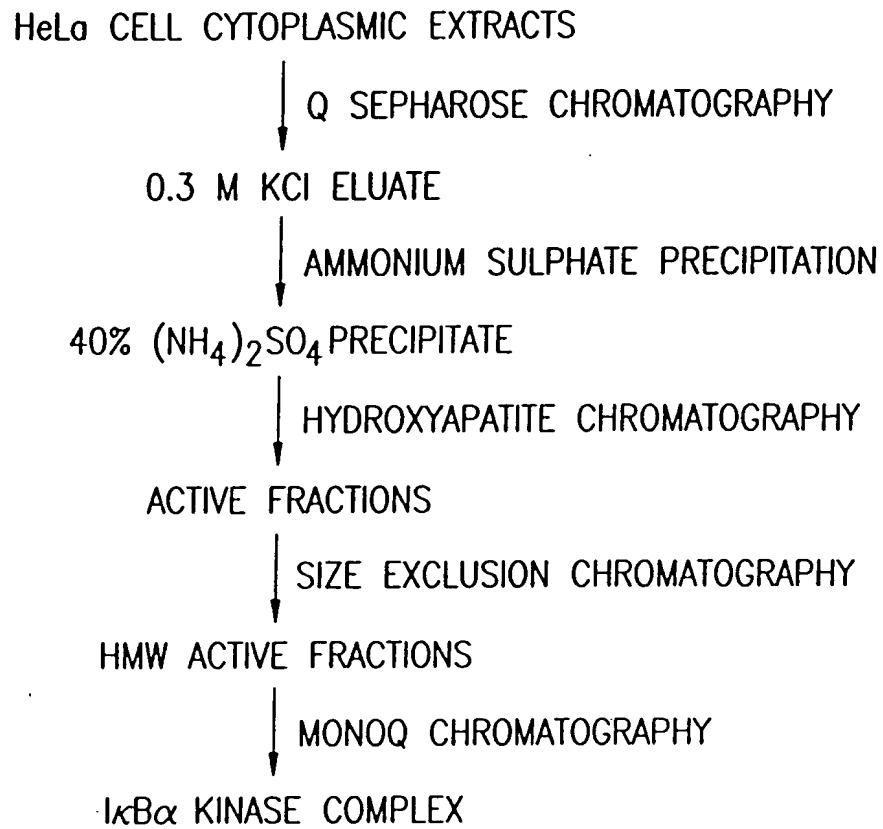 HeLa CELL CYTOPLASMIC EXTRACTS
Q SEPHAROSE CHROMATOGRAPHY
0.3 M KCl ELUATE
AMMONIUM SULPHATE PRECIPITATION
40% (NH₄)₂SO₄ PRECIPITATE
HYDROXYAPATITE CHROMATOGRAPHY
ACTIVE FRACTIONS
SIZE EXCLUSION CHROMATOGRAPHY
HMW ACTIVE FRACTIONS
MONOQ CHROMATOGRAPHY
IκBα KINASE COMPLEX